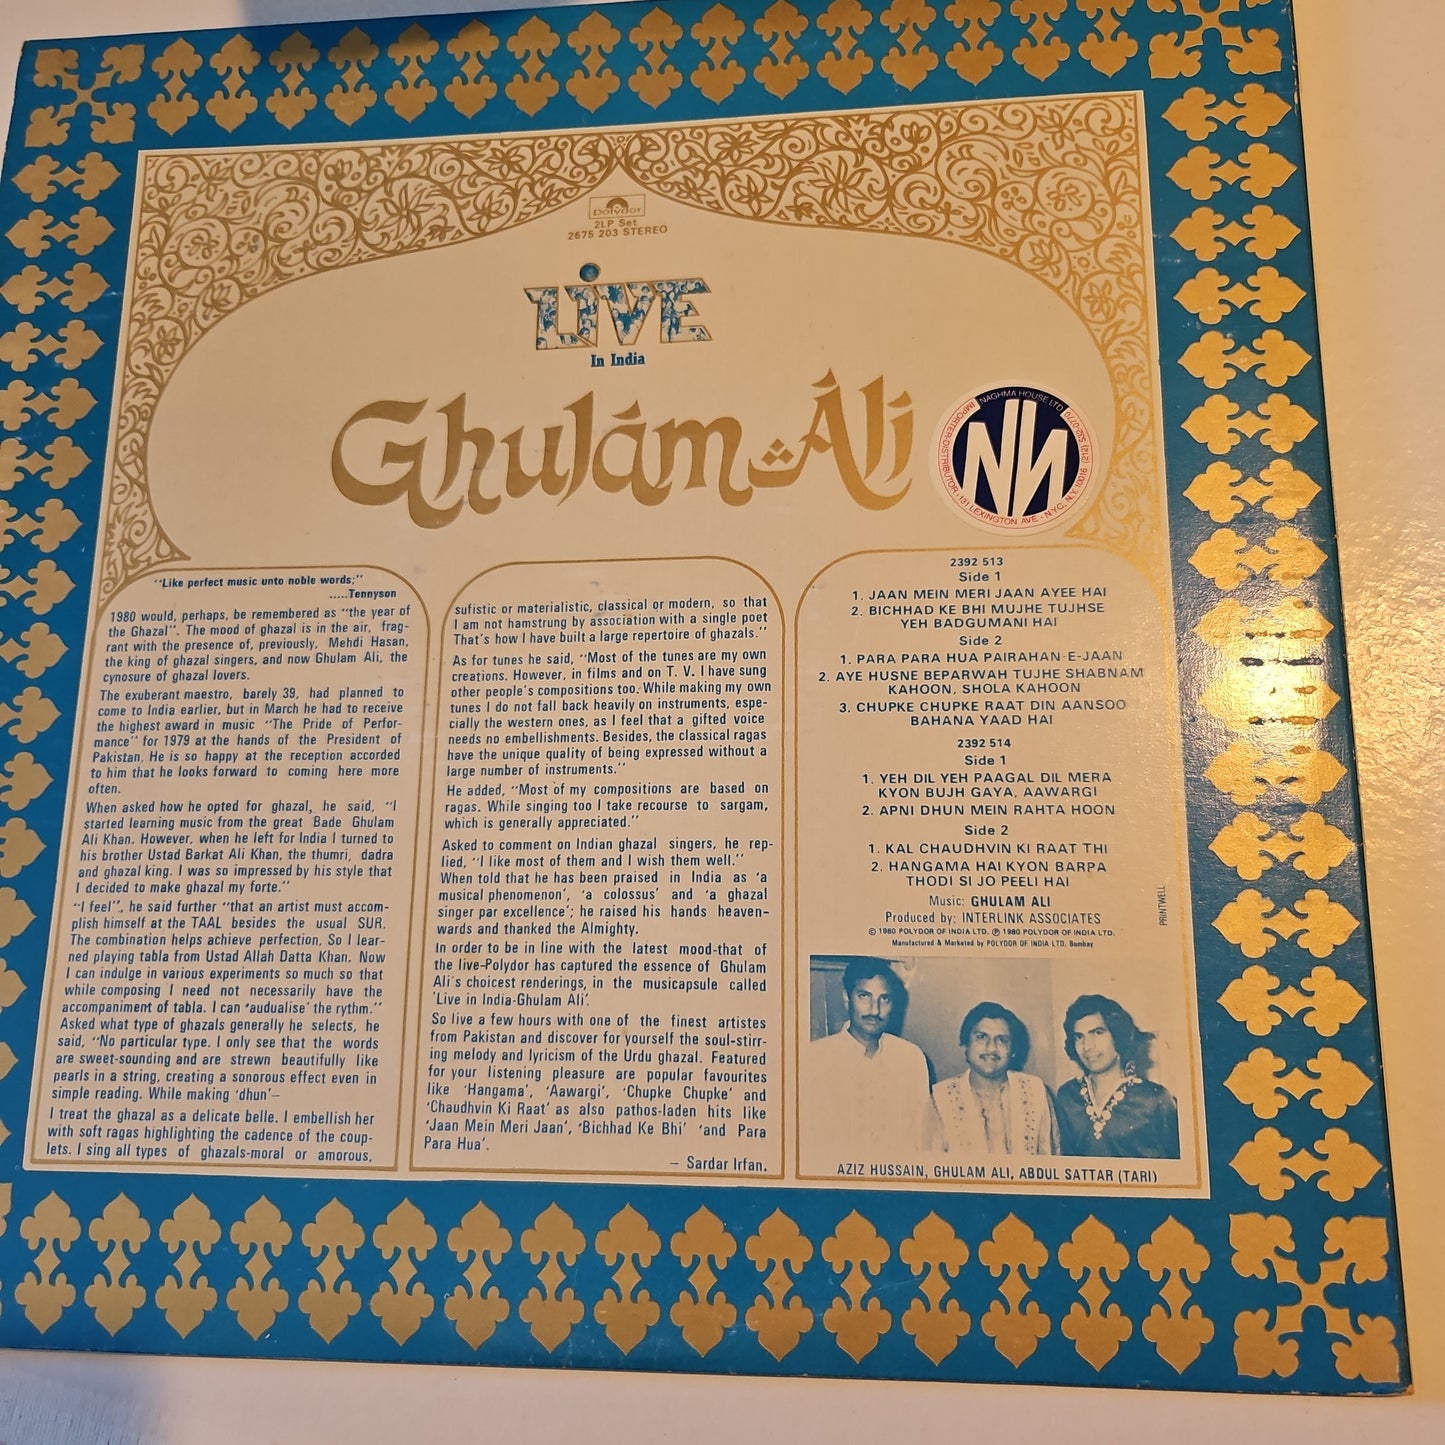 Polydor
2LP Set
2675 203 STEREO
LIVE
In India
Ghulám Áli
NAGHMA HOUSE LTD
IMPORTER-DISTRIBUTOR • 131 LEXINGTON AVE • N.Y.C. N.Y. 10016 (212) 532-0770
NN
"Like perfect music unto noble words;"
.....Tennyson
1980 would, perhaps, be remembered as "the year of
the Ghazal". The mood of ghazal is in the air, frag-
rant with the presence of, previously, Mehdi Hasan,
the king of ghazal singers, and now Ghulam Ali, the
cynosure of ghazal lovers.
The exuberant maestro, barely 39, had planned to
come to India earlier, but in March he had to receive
the highest award in music "The Pride of Perfor-
mance" for 1979 at the hands of the President of
Pakistan. He is so happy at the reception accorded
to him that he looks forward to coming here more
often.
When asked how he opted for ghazal, he said, "I
started learning music from the great Bade Ghulam
Ali Khan. However, when he left for India I turned to
his brother Ustad Barkat Ali Khan, the thumri, dadra
and ghazal king. I was so impressed by his style that
I decided to make ghazal my forte."
"I feel", he said further "that an artist must accom-
plish himself at the TAAL besides the usual SUR.
The combination helps achieve perfection, So I lear-
ned playing tabla from Ustad Allah Datta Khan. Now
I can indulge in various experiments so much so that
while composing I need not necessarily have the
accompaniment of tabla. I can 'audualise' the rythm."
Asked what type of ghazals generally he selects, he
said, "No particular type. I only see that the words
are sweet-sounding and are strewn beautifully like
pearls in a string, creating a sonorous effect even in
simple reading. While making 'dhun'—
I treat the ghazal as a delicate belle. I embellish her
with soft ragas highlighting the cadence of the coup-
lets. I sing all types of ghazals-moral or amorous,
sufistic or materialistic, classical or modern, so that
I am not hamstrung by association with a single poet
That's how I have built a large repertoire of ghazals."
As for tunes he said, "Most of the tunes are my own
creations. However, in films and on T. V. I have sung
other people's compositions too. While making my own
tunes I do not fall back heavily on instruments, espe-
cially the western ones, as I feel that a gifted voice
needs no embellishments. Besides, the classical ragas
have the unique quality of being expressed without a
large number of instruments."
He added, "Most of my compositions are based on
ragas. While singing too I take recourse to sargam,
which is generally appreciated."
Asked to comment on Indian ghazal singers, he rep-
lied, "I like most of them and I wish them well."
When told that he has been praised in India as 'a
musical phenomenon', 'a colossus' and 'a ghazal
singer par excellence'; he raised his hands heaven-
wards and thanked the Almighty.
In order to be in line with the latest mood-that of
the live-Polydor has captured the essence of Ghulam
Ali's choicest renderings, in the musicapsule called
'Live in India-Ghulam Ali'.
So live a few hours with one of the finest artistes
from Pakistan and discover for yourself the soul-stirr-
ing melody and lyricism of the Urdu ghazal. Featured
for your listening pleasure are popular favourites
like 'Hangama', 'Aawargi', 'Chupke Chupke' and
'Chaudhvin Ki Raat' as also pathos-laden hits like
'Jaan Mein Meri Jaan', 'Bichhad Ke Bhi' 'and Para
Para Hua'.
– Sardar Irfan.
2392 513
Side 1
1. JAAN MEIN MERI JAAN AYEE HAI
2. BICHHAD KE BHI MUJHE TUJHSE
YEH BADGUMANI HAI
Side 2
1. PARA PARA HUA PAIRAHAN-E-JAAN
2. AYE HUSNE BEPARWAH TUJHE SHABNAM
KAHOON, SHOLA KAHOON
3. CHUPKE CHUPKE RAAT DIN AANSOO
BAHANA YAAD HAI
2392 514
Side 1
1. YEH DIL YEH PAAGAL DIL MERA
KYON BUJH GAYA, AAWARGI
2. APNI DHUN MEIN RAHTA HOON
Side 2
1. KAL CHAUDHVIN KI RAAT THI
2. HANGAMA HAI KYON BARPA
THODI SI JO PEELI HAI
Music: GHULAM ALI
Produced by: INTERLINK ASSOCIATES
© 1980 POLYDOR OF INDIA LTD. ℗ 1980 POLYDOR OF INDIA LTD.
Manufactured & Marketed by POLYDOR OF INDIA LTD. Bombay
PRINTWELL
AZIZ HUSSAIN, GHULAM ALI, ABDUL SATTAR (TARI)